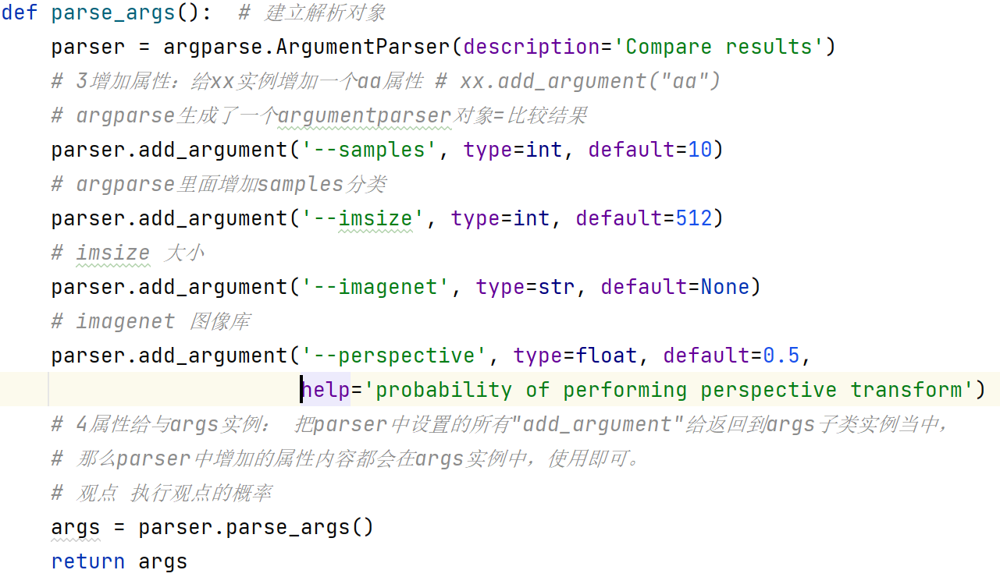 def parse_args():  # 建立解析对象
    parser = argparse.ArgumentParser(description='Compare results')
    # 3增加属性：给xx实例增加一个aa属性 # xx.add_argument("aa")
    # argparse生成了一个argumentparser对象=比较结果
    parser.add_argument('--samples', type=int, default=10)
    # argparse里面增加samples分类
    parser.add_argument('--imsize', type=int, default=512)
    # imsize 大小
    parser.add_argument('--imagenet', type=str, default=None)
    # imagenet 图像库
    parser.add_argument('--perspective', type=float, default=0.5,
                        help='probability of performing perspective transform')
    # 4属性给与args实例： 把parser中设置的所有"add_argument"给返回到args子类实例当中，
    # 那么parser中增加的属性内容都会在args实例中，使用即可。
    # 观点 执行观点的概率
    args = parser.parse_args()
    return args